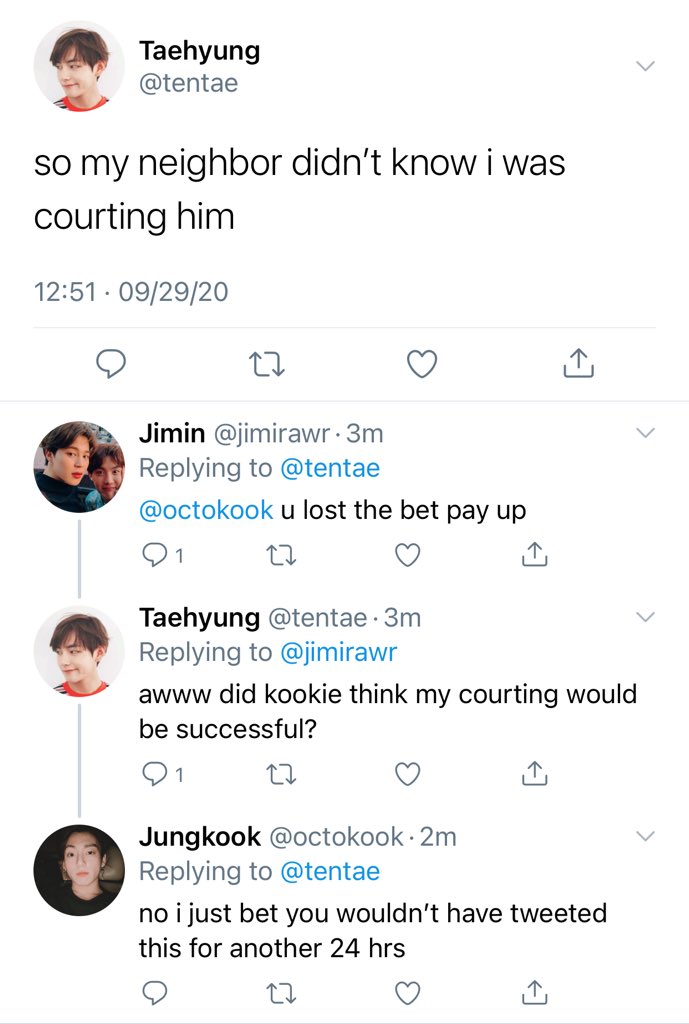 Taehyung
@tentae
so my neighbor didn’t know i was
courting him
12:51 · 09/29/20
Jimin @jimirawr · 3m
Replying to @tentae
@octokook u lost the bet pay up
1
Taehyung @tentae · 3m
Replying to @jimirawr
awww did kookie think my courting would
be successful?
1
Jungkook @octokook · 2m
Replying to @tentae
no i just bet you wouldn’t have tweeted
this for another 24 hrs